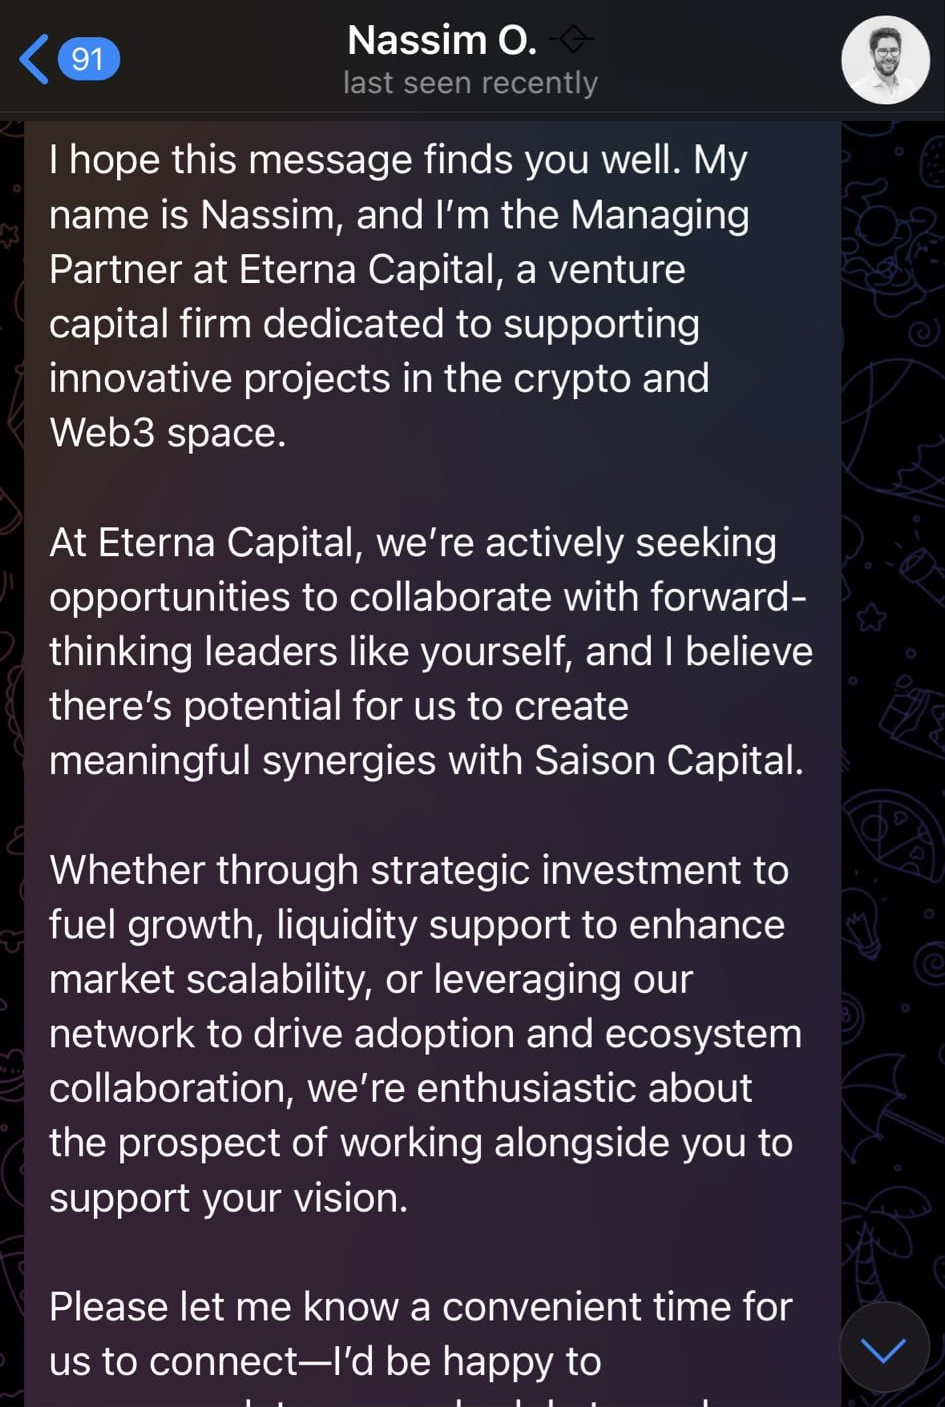 91
Nassim O.
last seen recently
I hope this message finds you well. My
name is Nassim, and I’m the Managing
Partner at Eterna Capital, a venture
capital firm dedicated to supporting
innovative projects in the crypto and
Web3 space.
At Eterna Capital, we’re actively seeking
opportunities to collaborate with forward-
thinking leaders like yourself, and I believe
there’s potential for us to create
meaningful synergies with Saison Capital.
Whether through strategic investment to
fuel growth, liquidity support to enhance
market scalability, or leveraging our
network to drive adoption and ecosystem
collaboration, we’re enthusiastic about
the prospect of working alongside you to
support your vision.
Please let me know a convenient time for
us to connect—I’d be happy to